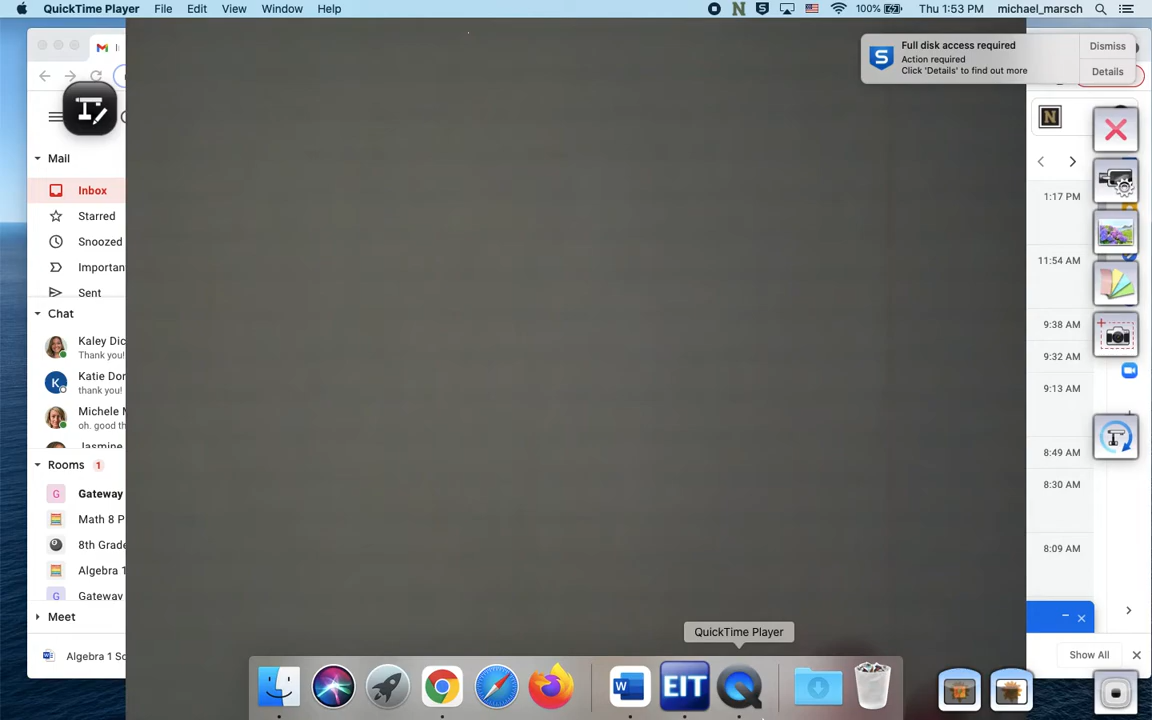 QuickTime Player File Edit View Window Help
N 100% Thu 1:53 PM michael_marsch
Full disk access required
Action required
Click 'Details' to find out more
Dismiss
Details
N
Mail
Inbox
Starred
Snoozed
Importan
Sent
Chat
Kaley Dic
Thank you!
K
Katie Dor
thank you!
Michele M
oh. good th
Rooms 1
G Gateway
Math 8 P
8th Grade
Algebra 1
G Gateway
Meet
Algebra 1 Sc
1:17 PM
11:54 AM
9:38 AM
9:32 AM
9:13 AM
8:49 AM
8:30 AM
8:09 AM
Show All
QuickTime Player
W
EIT